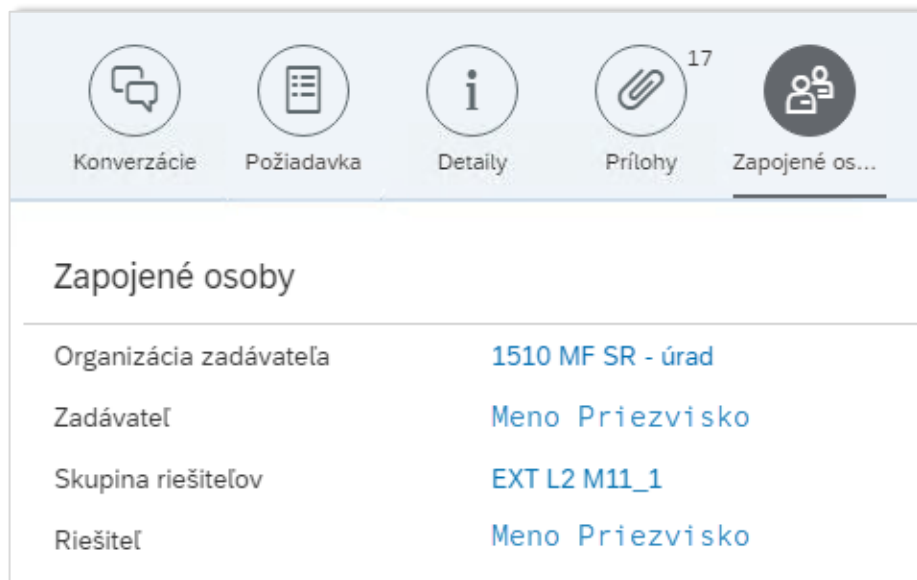 17
Konverzácie
Požiadavka
Detaily
Prílohy
Zapojené os...
Zapojené osoby
Organizácia zadávateľa 1510 MF SR - úrad
Zadávateľ Meno Priezvisko
Skupina riešiteľov EXT L2 M11_1
Riešiteľ Meno Priezvisko